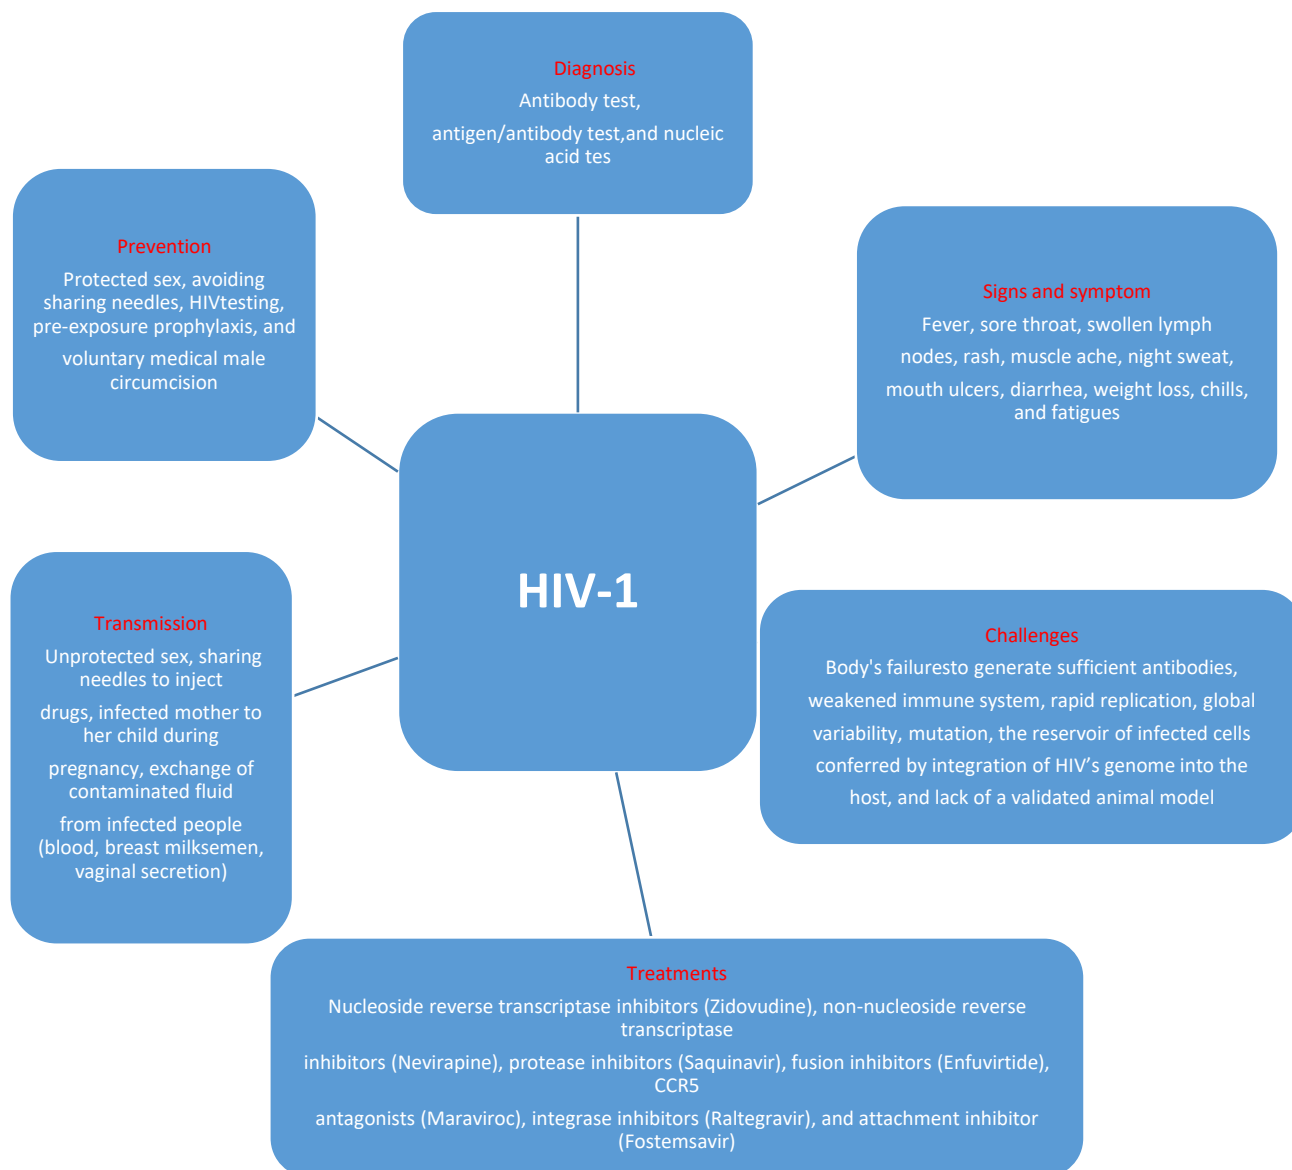 Diagnosis
Antibody test,
antigen/antibody test,and nucleic
acid tes
Prevention
Protected sex, avoiding
sharing needles, HIVtesting,
pre-exposure prophylaxis, and
voluntary medical male
circumcision
Signs and symptom
Fever, sore throat, swollen lymph
nodes, rash, muscle ache, night sweat,
mouth ulcers, diarrhea, weight loss, chills,
and fatigues
HIV-1
Transmission
Unprotected sex, sharing
needles to inject
drugs, infected mother to
her child during
pregnancy, exchange of
contaminated fluid
from infected people
(blood, breast milksemen,
vaginal secretion)
Challenges
Body's failuresto generate sufficient antibodies,
weakened immune system, rapid replication, global
variability, mutation, the reservoir of infected cells
conferred by integration of HIV’s genome into the
host, and lack of a validated animal model
Treatments
Nucleoside reverse transcriptase inhibitors (Zidovudine), non-nucleoside reverse
transcriptase
inhibitors (Nevirapine), protease inhibitors (Saquinavir), fusion inhibitors (Enfuvirtide),
CCR5
antagonists (Maraviroc), integrase inhibitors (Raltegravir), and attachment inhibitor
(Fostemsavir)